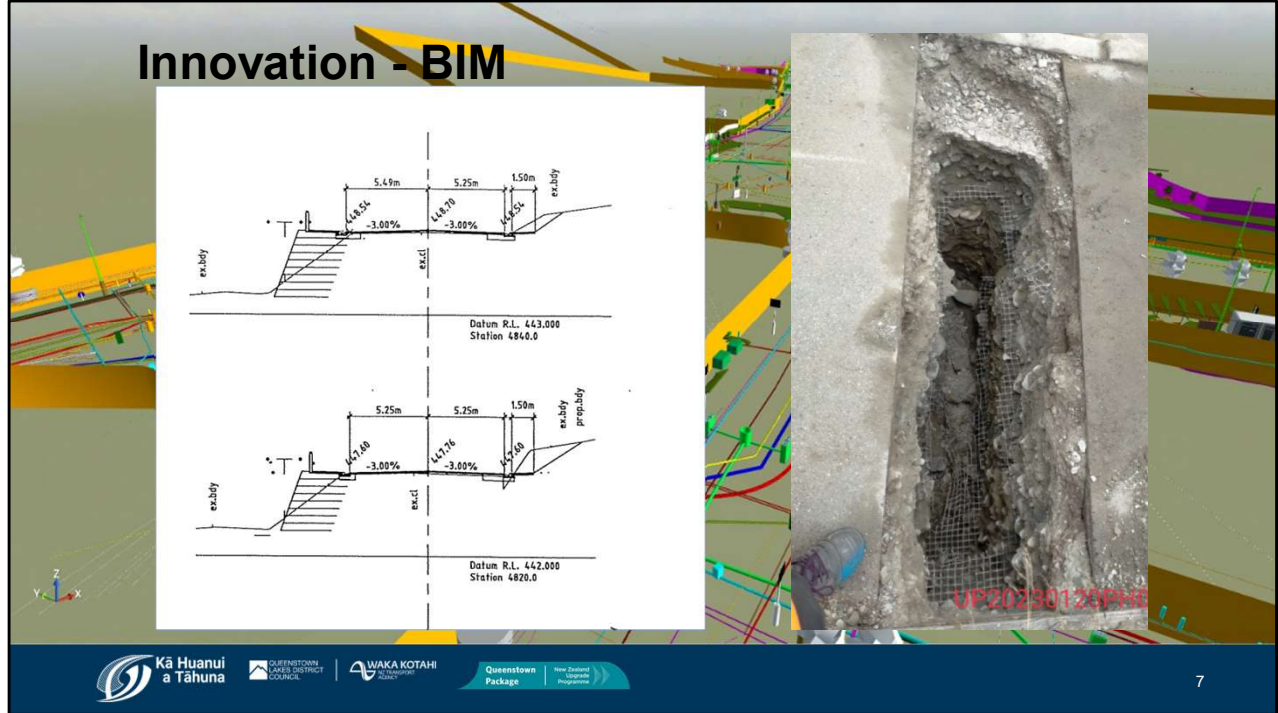 Innovation - BIM
5.49m
5.25m
1.50m
ex.bdy
448.54
448.70
448.54
-3.00%
-3.00%
ex.bdy
ex.cl
Datum R.L. 443.000
Station 4840.0
5.25m
5.25m
1.50m
ex.bdy
prop.bdy
447.60
447.76
447.60
-3.00%
-3.00%
ex.bdy
ex.cl
Datum R.L. 442.000
Station 4820.0
Z
Y
X
Kā Huanui
a Tāhuna
QUEENSTOWN
LAKES DISTRICT
COUNCIL
WAKA KOTAHI
NZ TRANSPORT
AGENCY
Queenstown
Package
New Zealand
Upgrade
Programme
7